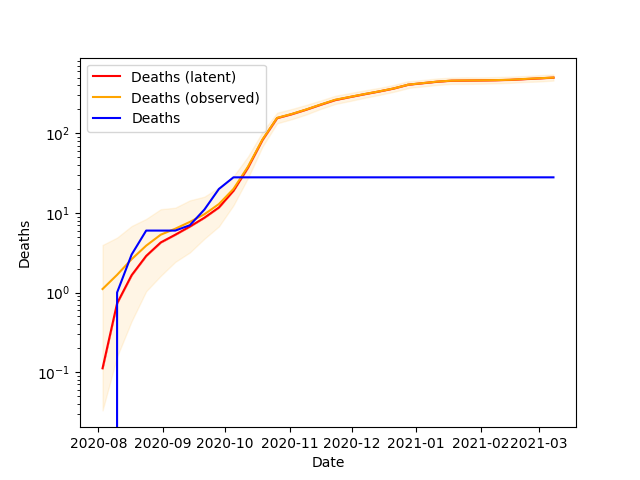 Deaths (latent)
Deaths (observed)
Deaths
Deaths
10²
10¹
10⁰
10⁻¹
2020-08 2020-09 2020-10 2020-11 2020-12 2021-01 2021-02 2021-03
Date